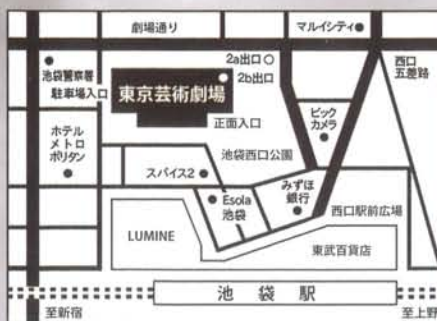 劇場通り
マルイシティ
2a出口
2b出口
西口
五差路
池袋警察署
駐車場入口
東京芸術劇場
正面入口
ビック
カメラ
ホテル
メトロ
ポリタン
池袋西口公園
スパイス2
Esola
池袋
みずほ
銀行
西口駅前広場
LUMINE
東武百貨店
池袋駅
至新宿
至上野